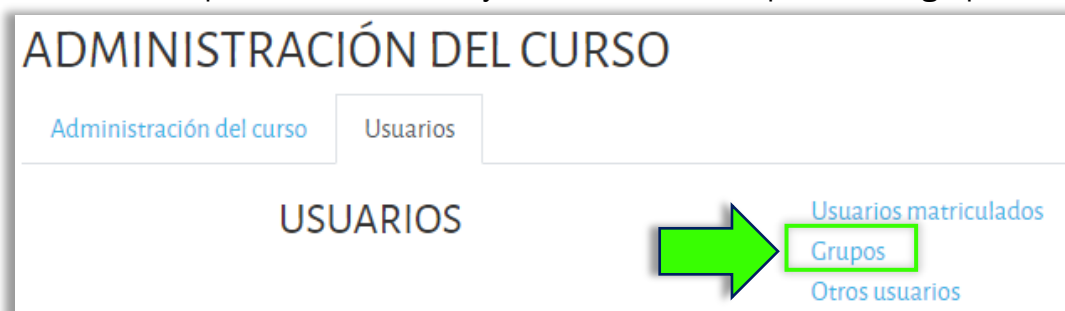 ADMINISTRACIÓN DEL CURSO
Administración del curso Usuarios
USUARIOS
Usuarios matriculados
Grupos
Otros usuarios